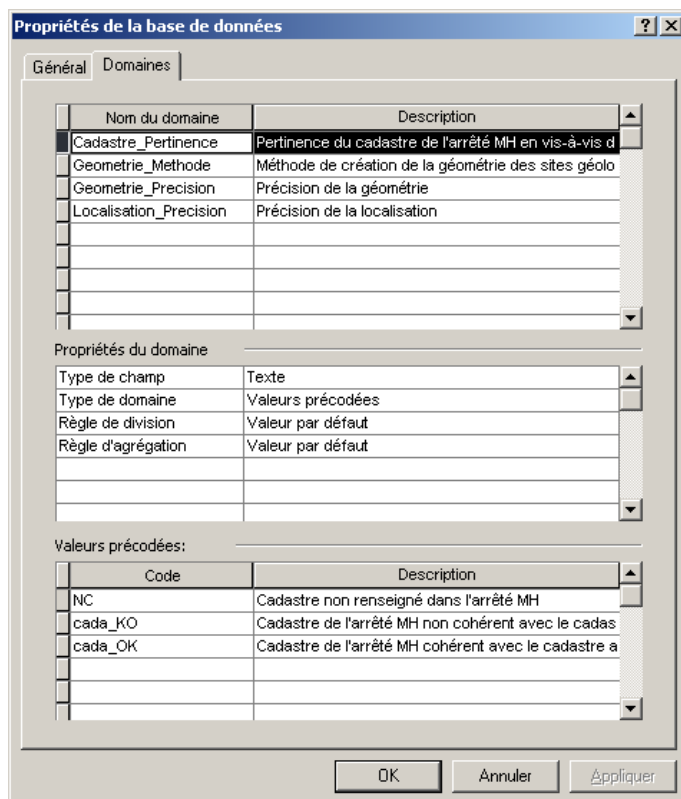 Propriétés de la base de données
Général Domaines
Nom du domaine Description
Cadastre_Pertinence Pertinence du cadastre de l'arrêté MH en vis-à-vis d
Geometrie_Methode Méthode de création de la géométrie des sites géolo
Geometrie_Precision Précision de la géométrie
Localisation_Precision Précision de la localisation
Propriétés du domaine
Type de champ Texte
Type de domaine Valeurs précodées
Règle de division Valeur par défaut
Règle d'agrégation Valeur par défaut
Valeurs précodées:
Code Description
NC Cadastre non renseigné dans l'arrêté MH
cada_KO Cadastre de l'arrêté MH non cohérent avec le cadas
cada_OK Cadastre de l'arrêté MH cohérent avec le cadastre a
OK Annuler Appliquer